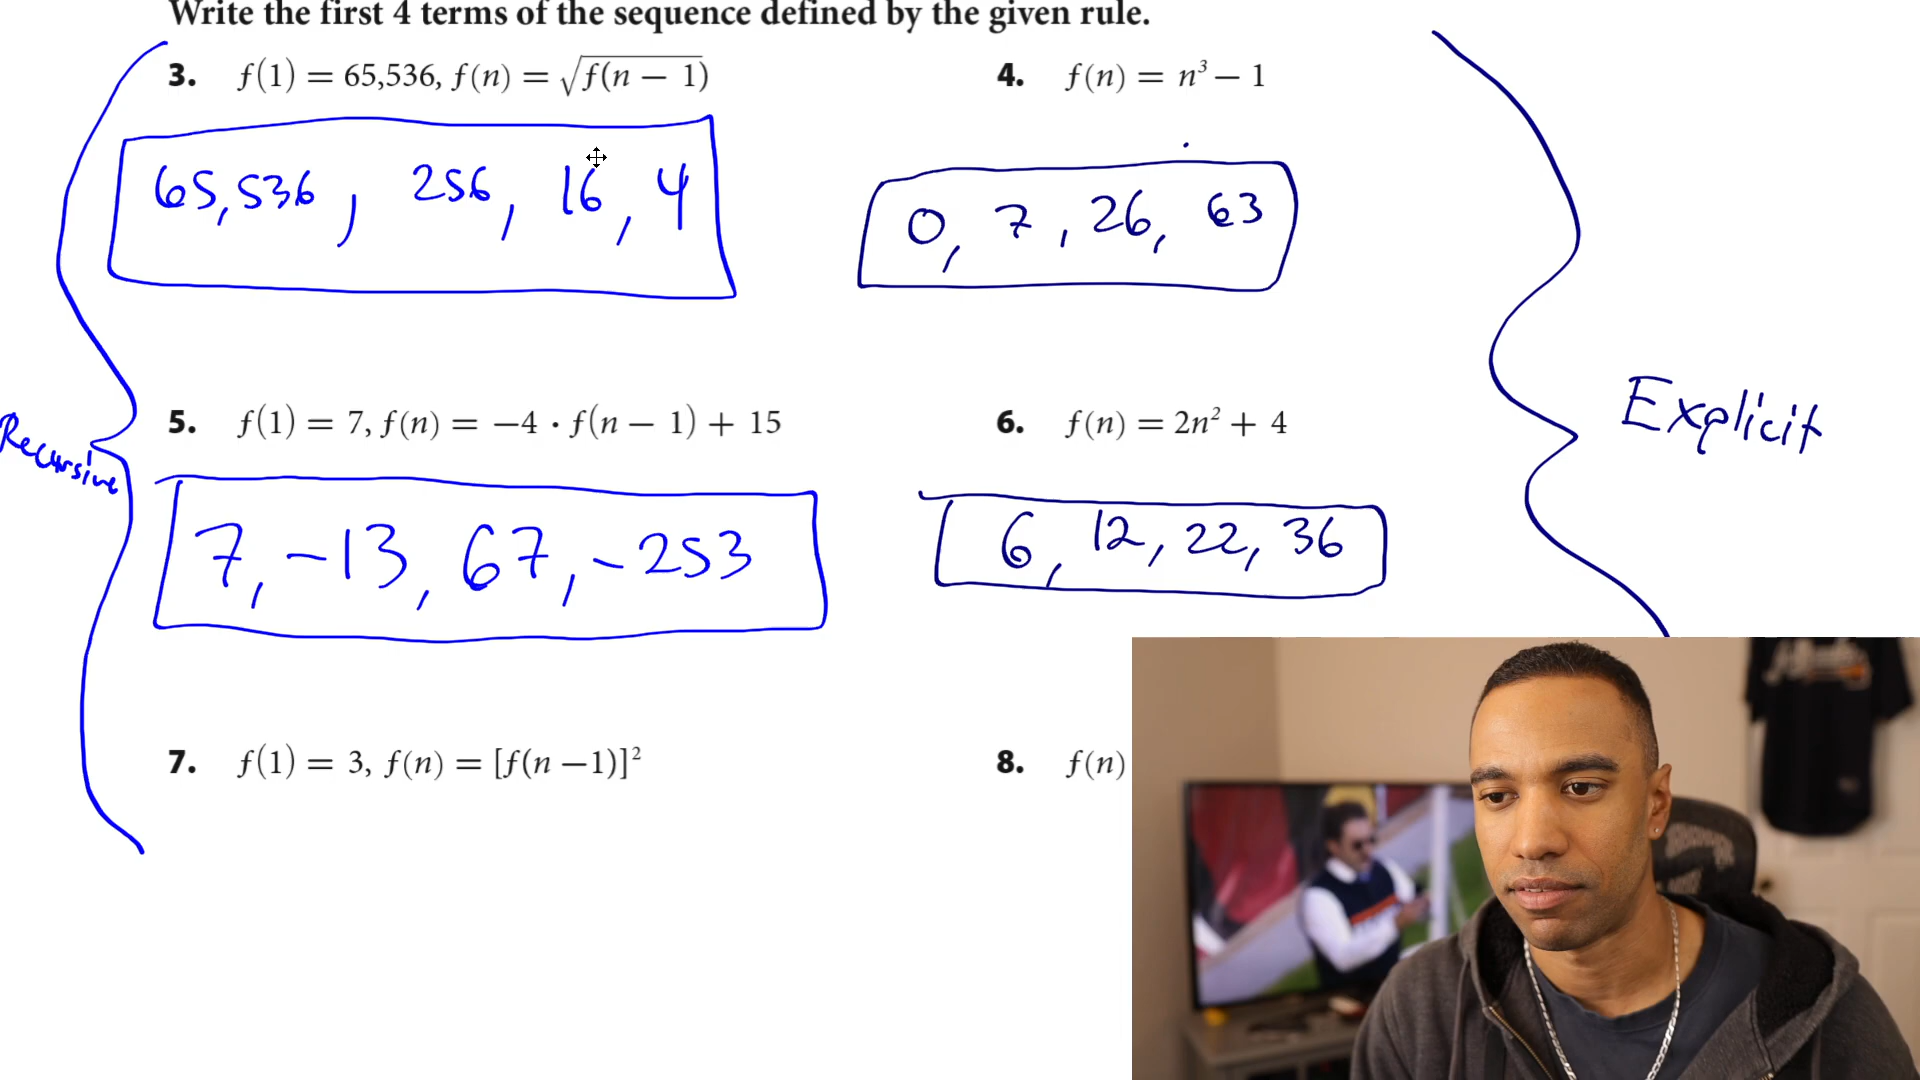 Write the first 4 terms of the sequence defined by the given rule.
3. f(1) = 65,536, f(n) = √f(n − 1)
4. f(n) = n³ − 1
65,536, 256, 16, 4
0, 7, 26, 63
Recursive
Explicit
5. f(1) = 7, f(n) = −4 · f(n − 1) + 15
6. f(n) = 2n² + 4
7, −13, 67, −253
6, 12, 22, 36
7. f(1) = 3, f(n) = [f(n −1)]²
8. f(n)